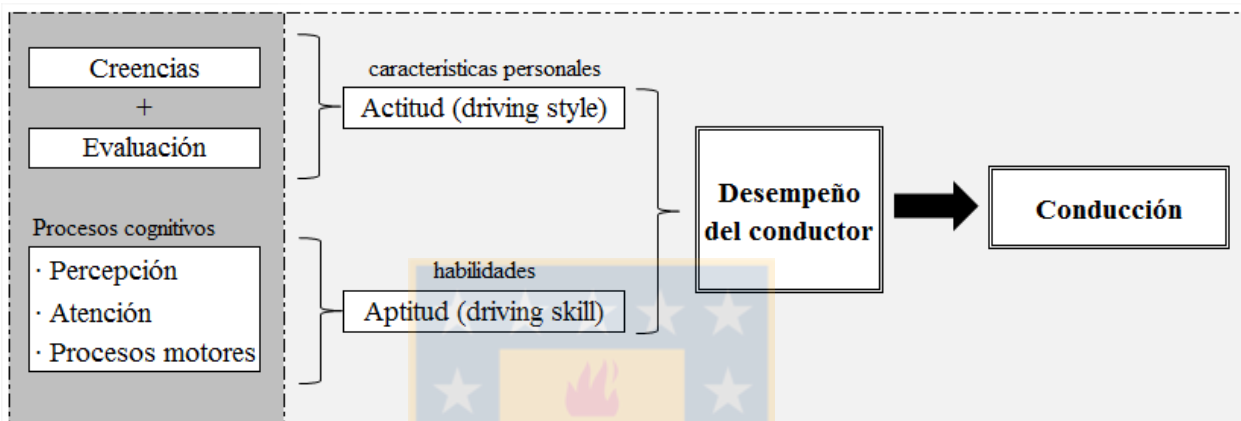 Creencias
+
Evaluación
Procesos cognitivos
· Percepción
· Atención
· Procesos motores
características personales
Actitud (driving style)
habilidades
Aptitud (driving skill)
Desempeño
del conductor
Conducción